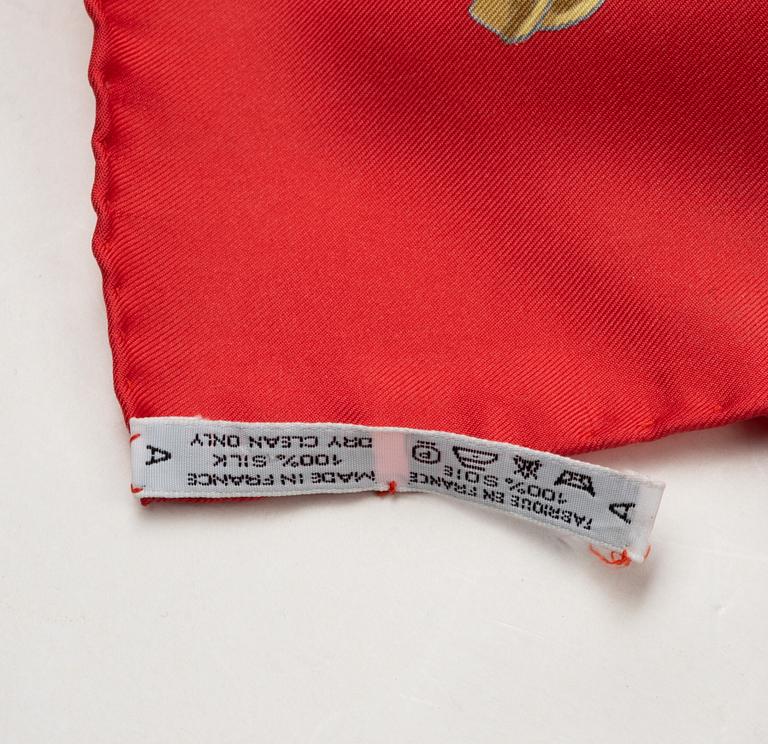 A
FABRIQUE EN FRANCE
100% SOIE
P
MADE IN FRANCE
100% SILK
DRY CLEAN ONLY
A